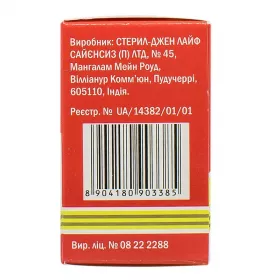 Виробник: СТЕРИЛ-ДЖЕН ЛАЙФ
САЙЄНСИЗ (П) ЛТД, № 45,
Мангалам Мейн Роуд,
Вілліанур Комм'юн, Пудучеррі,
605110, Індія.
Реєстр. № UA/14382/01/01
8 904180 903385
Вир. ліц. № 08 22 2288